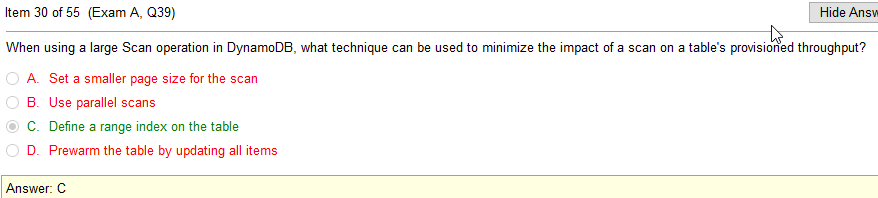 Item 30 of 55 (Exam A, Q39)
Hide Answ
When using a large Scan operation in DynamoDB, what technique can be used to minimize the impact of a scan on a table's provisioned throughput?
A. Set a smaller page size for the scan
B. Use parallel scans
C. Define a range index on the table
D. Prewarm the table by updating all items
Answer: C